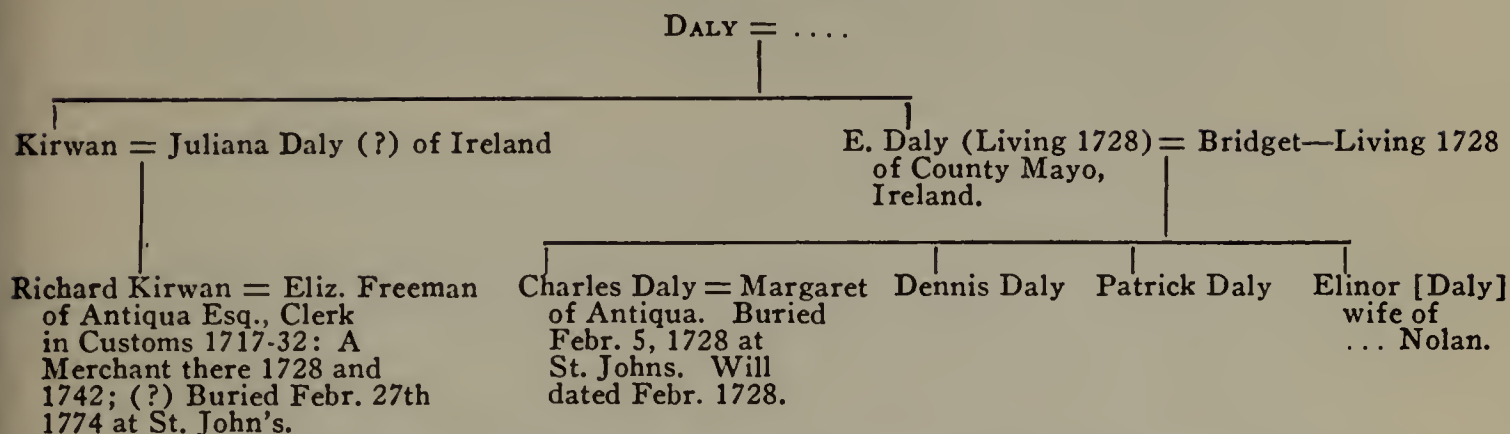 DALY = ....
Kirwan = Juliana Daly (?) of Ireland
E. Daly (Living 1728) = Bridget—Living 1728
of County Mayo,
Ireland.
Richard Kirwan = Eliz. Freeman
of Antiqua Esq., Clerk
in Customs 1717-32: A
Merchant there 1728 and
1742; (?) Buried Febr. 27th
1774 at St. John's.
Charles Daly = Margaret
of Antiqua. Buried
Febr. 5, 1728 at
St. Johns. Will
dated Febr. 1728.
Dennis Daly
Patrick Daly
Elinor [Daly]
wife of
... Nolan.